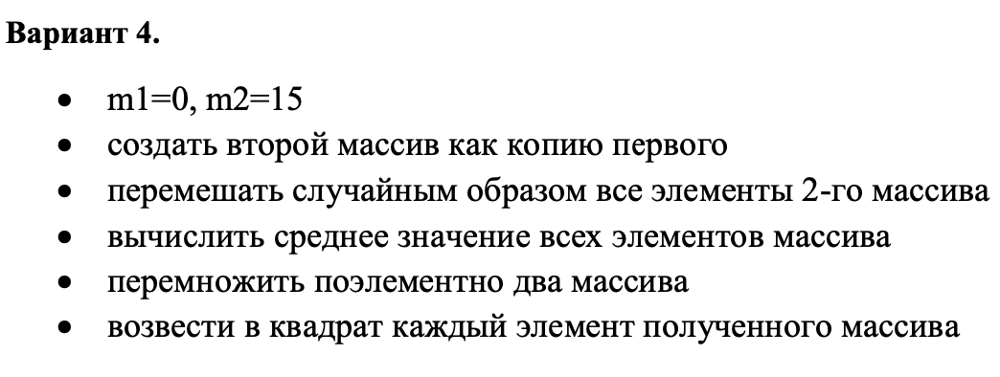 Вариант 4.
• m1=0, m2=15
• создать второй массив как копию первого
• перемешать случайным образом все элементы 2-го массива
• вычислить среднее значение всех элементов массива
• перемножить поэлементно два массива
• возвести в квадрат каждый элемент полученного массива